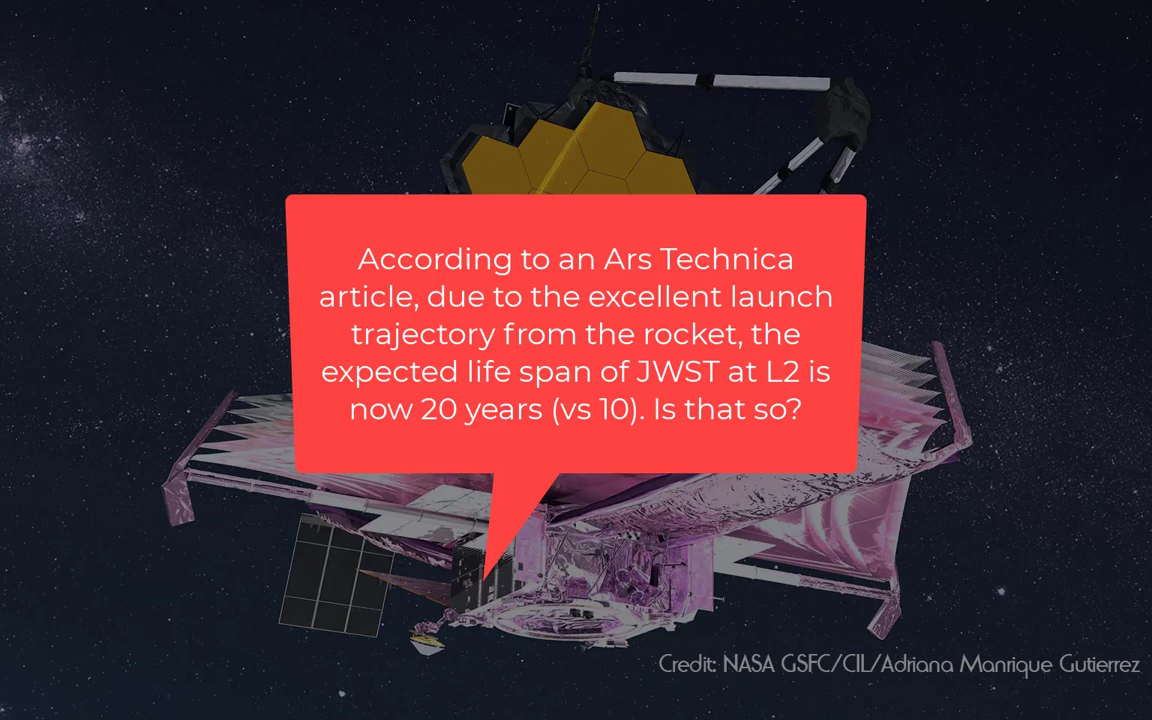 According to an Ars Technica
article, due to the excellent launch
trajectory from the rocket, the
expected life span of JWST at L2 is
now 20 years (vs 10). Is that so?
Credit: NASA GSFC/CIL/Adriana Manrique Gutierrez